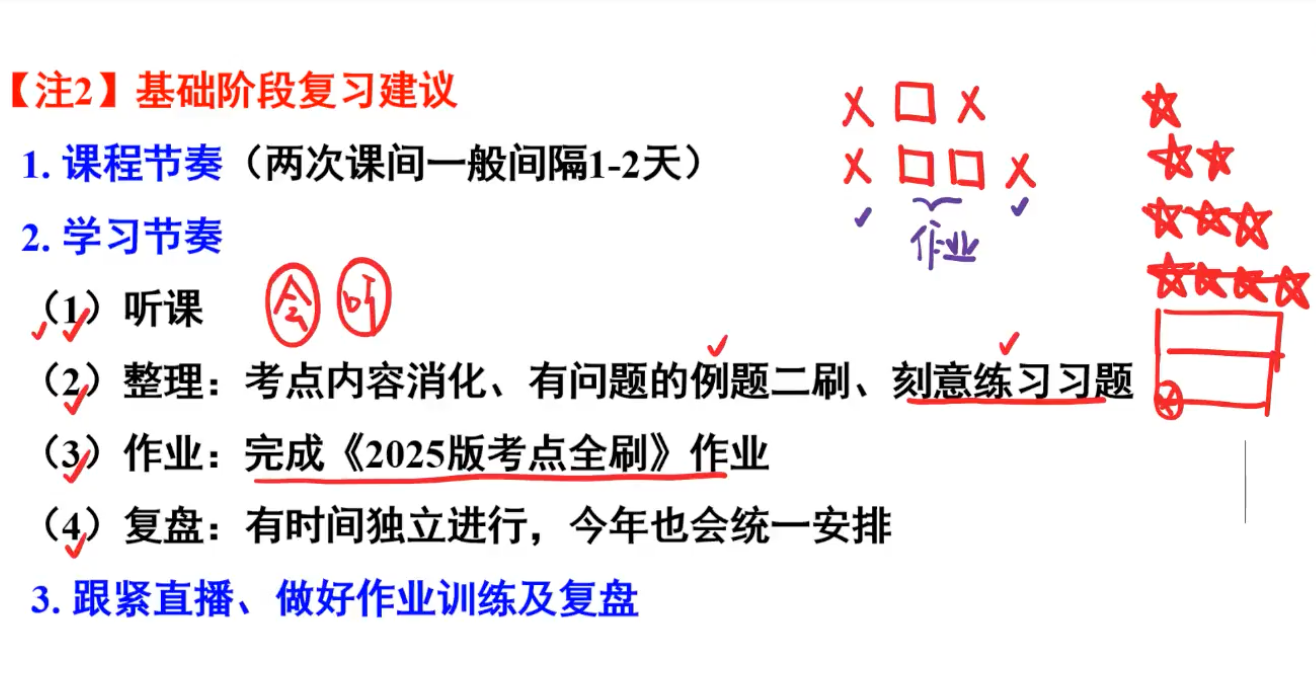 【注2】基础阶段复习建议
1. 课程节奏（两次课间一般间隔1-2天）
作业
2. 学习节奏
（1）听课 会 听
（2）整理：考点内容消化、有问题的例题二刷、刻意练习习题
（3）作业：完成《2025版考点全刷》作业
（4）复盘：有时间独立进行，今年也会统一安排
3. 跟紧直播、做好作业训练及复盘